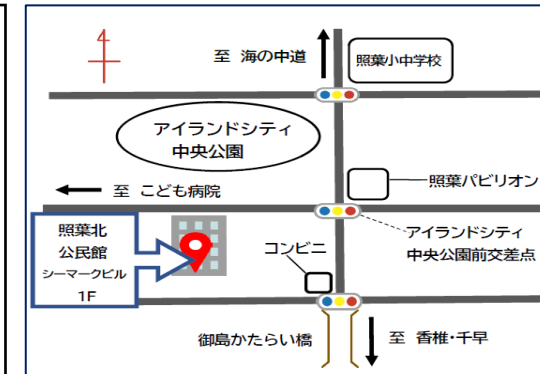 至 海の中道
照葉小中学校
アイランドシティ
中央公園
照葉パビリオン
至 こども病院
照葉北
公民館
シーマークビル
1F
アイランドシティ
中央公園前交差点
コンビニ
御島かたらい橋
至 香椎・千早